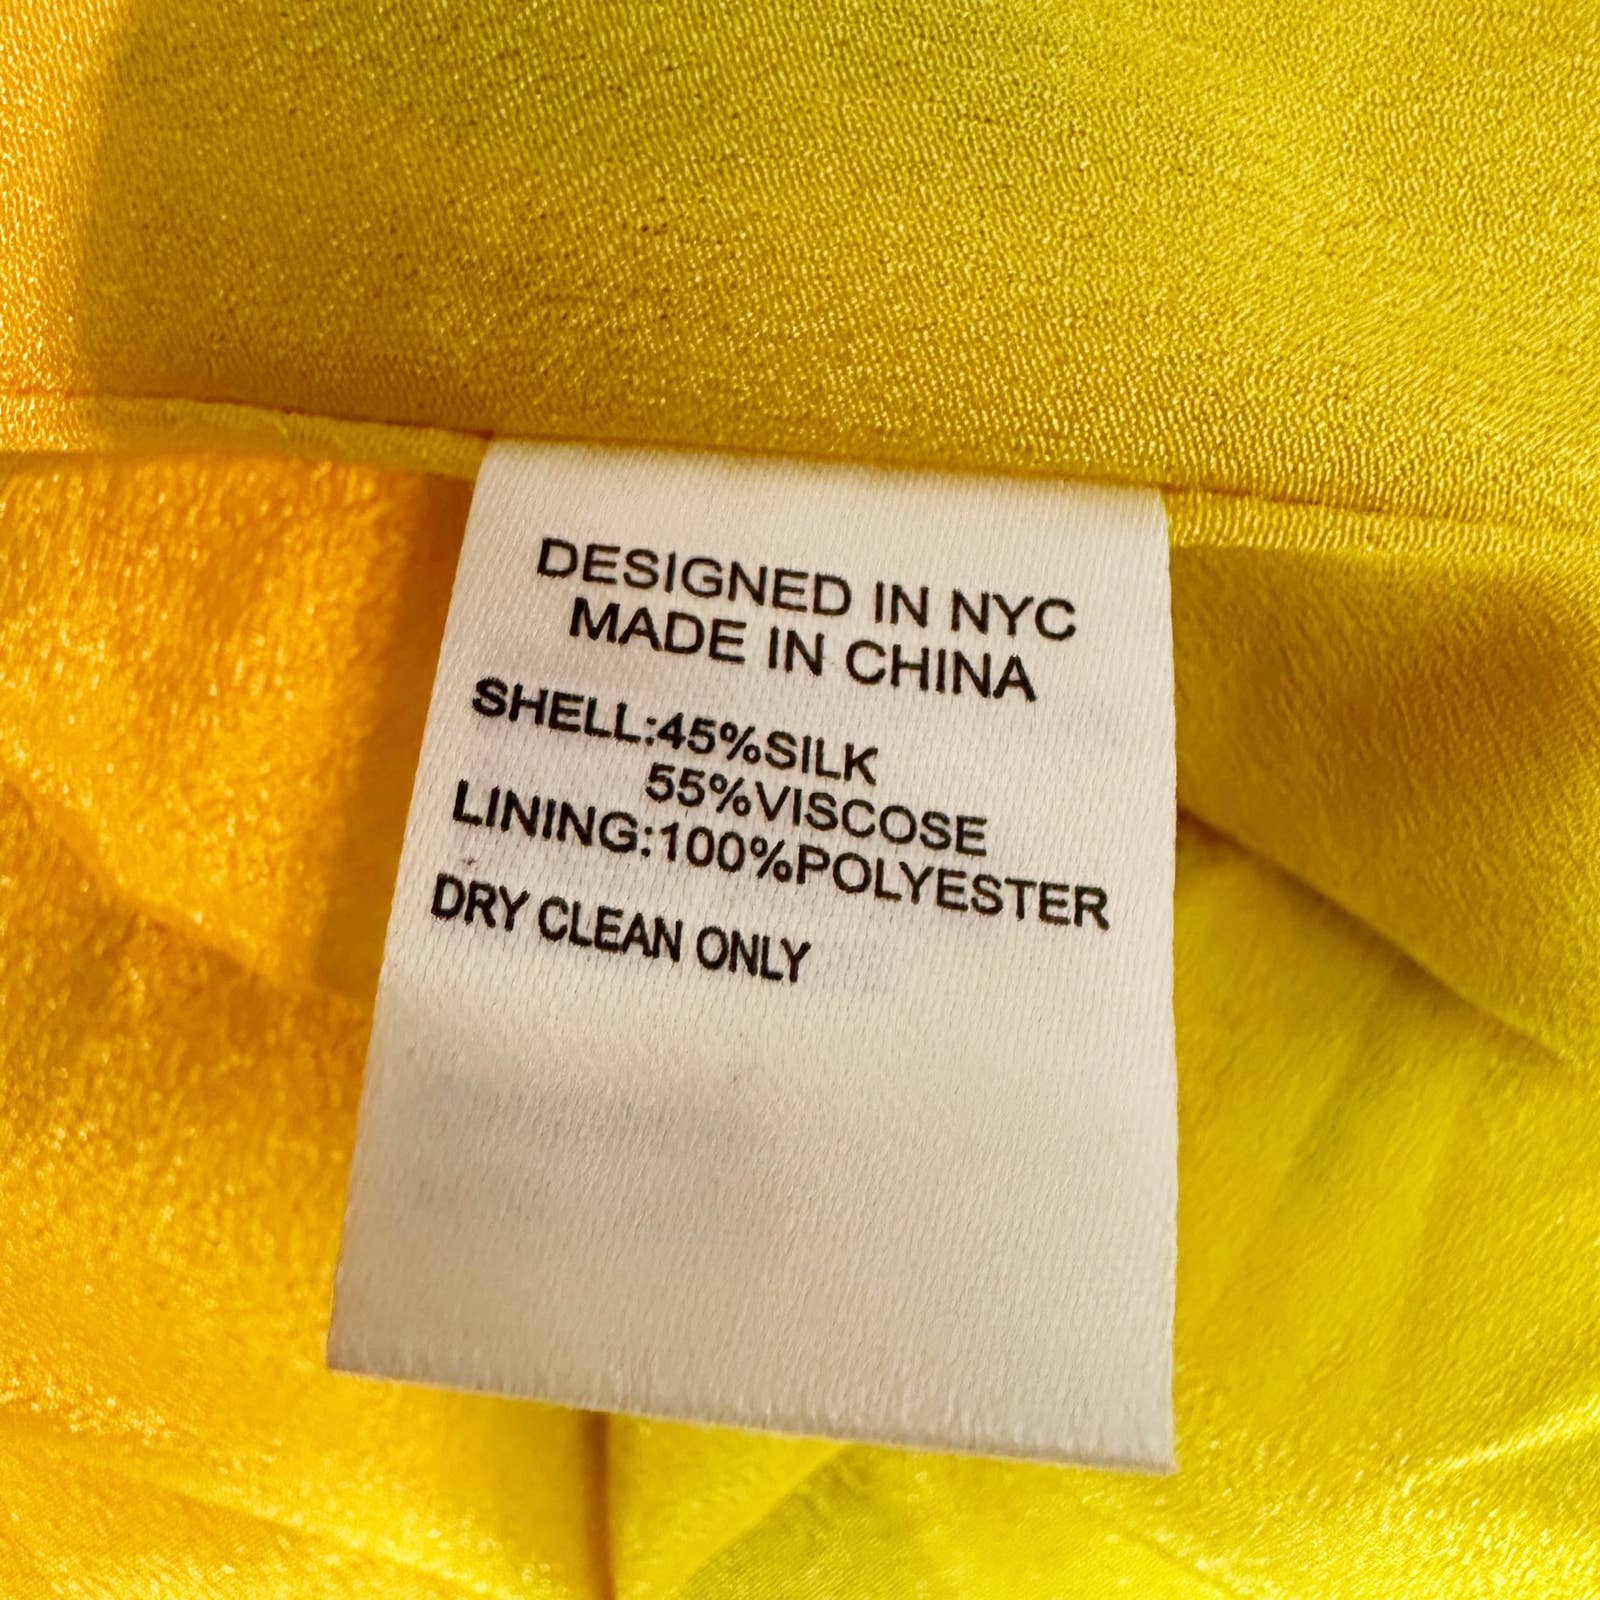 DESIGNED IN NYC
MADE IN CHINA
SHELL:45%SILK
55%VISCOSE
LINING:100%POLYESTER
DRY CLEAN ONLY